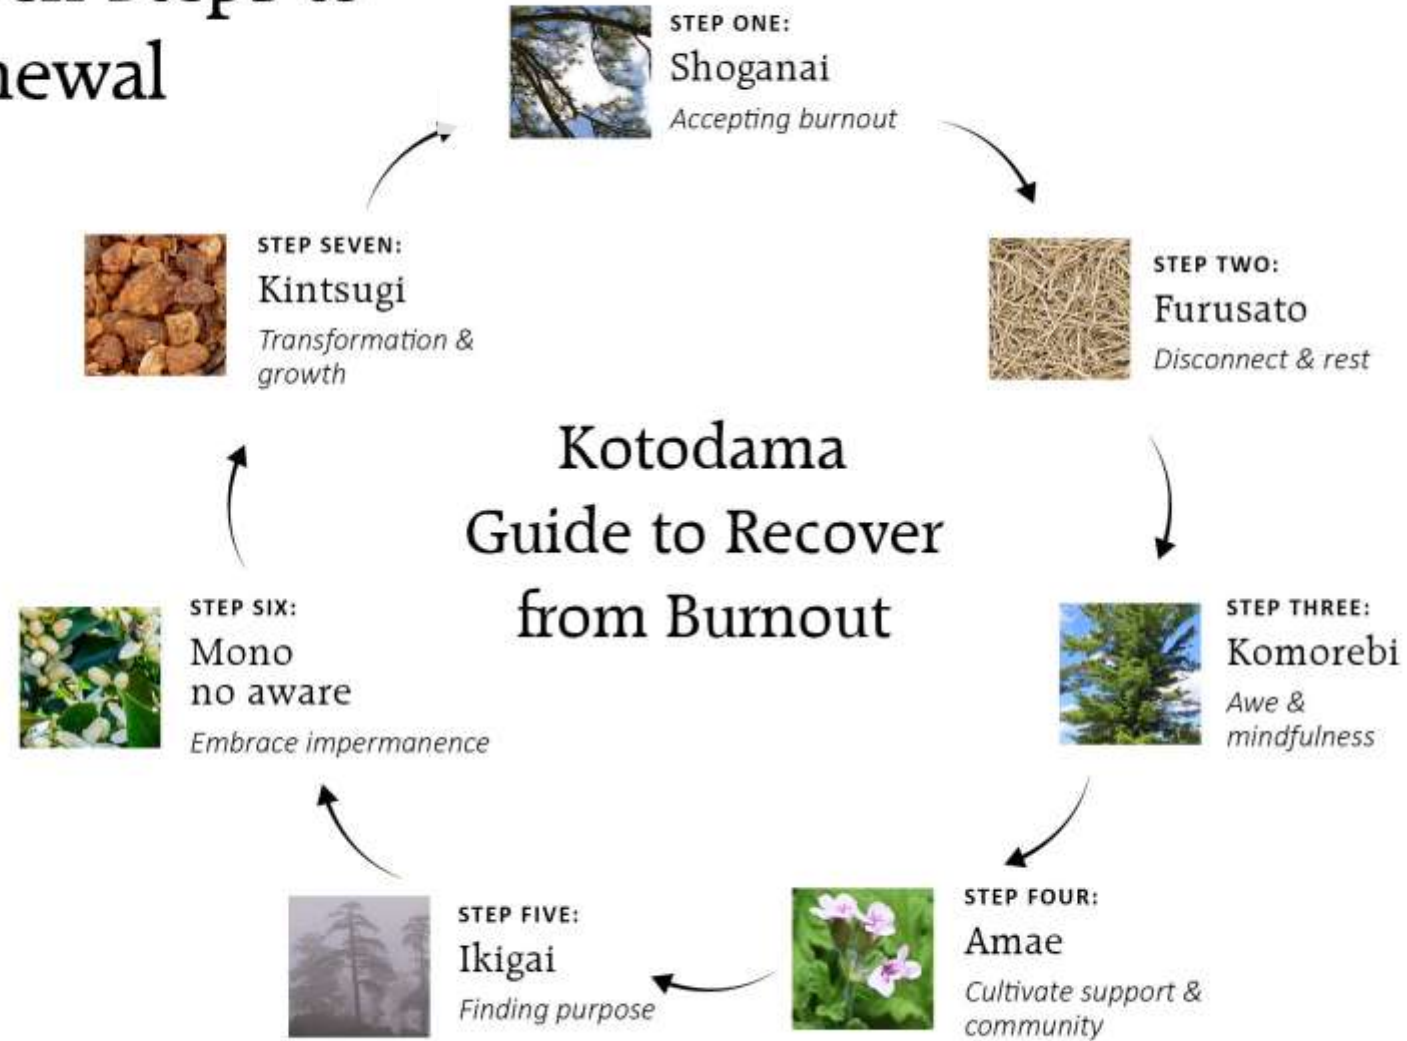 to
newal
STEP ONE:
Shoganai
Accepting burnout
STEP TWO:
Furusato
Disconnect & rest
STEP THREE:
Komorebi
Awe &
mindfulness
STEP FOUR:
Amae
Cultivate support &
community
STEP FIVE:
Ikigai
Finding purpose
STEP SIX:
Mono
no aware
Embrace impermanence
STEP SEVEN:
Kintsugi
Transformation &
growth
Kotodama
Guide to Recover
from Burnout